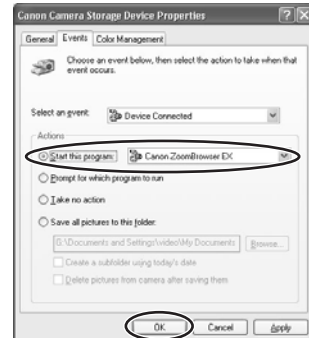 Canon Camera Storage Device Properties
General Events Color Management
Choose an event below, then select the action to take when that
event occurs.
Select an event: Device Connected
Actions
Start this program: Canon ZoomBrowser EX
Prompt for which program to run
Take no action
Save all pictures to this folder:
G:\Documents and Settings\video\My Documents Browse...
Create a subfolder using today's date
Delete pictures from camera after saving them
OK Cancel Apply